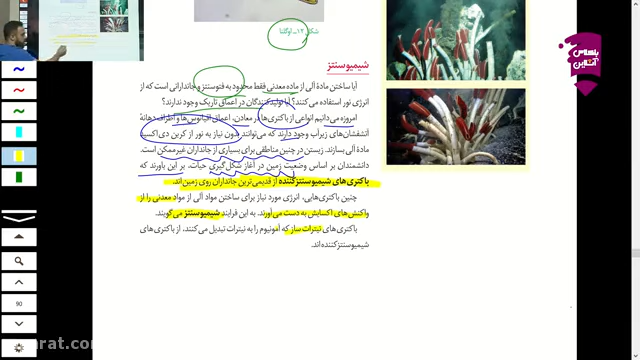 شکل ۱۲ـ اوگلنا
شیمیوسنتز
آیا ساختن مادهٔ آلی از ماده معدنی فقط محدود به فتوسنتز و جاندارانی است که از
انرژی نور استفاده می‌کنند؟ آیا تولیدکنندگان در اعماق تاریک وجود ندارند؟
امروزه می‌دانیم انواعی از باکتری‌ها در معادن، اعماق اقیانوس‌ها و اطراف دهانهٔ
آتشفشان‌های زیرآب وجود دارند که می‌توانند بدون نیاز به نور از کربن دی‌اکسید
مادهٔ آلی بسازند. زیستن در چنین مناطقی برای بسیاری از جانداران غیرممکن است.
دانشمندان بر اساس وضعیت زمین در آغاز شکل‌گیری حیات، بر این باورند که
باکتری‌های شیمیوسنتزکننده از قدیمی‌ترین جانداران روی زمین‌اند.
چنین باکتری‌هایی، انرژی مورد نیاز برای ساختن مواد آلی از مواد معدنی را از
واکنش‌های اکسایش به دست می‌آورند. به این فرایند شیمیوسنتز می‌گویند.
باکتری‌های نیترات ساز که آمونیوم را به نیترات تبدیل می‌کنند، از باکتری‌های
شیمیوسنتزکننده‌اند.
پلاس
آنلاین
90
arat.com